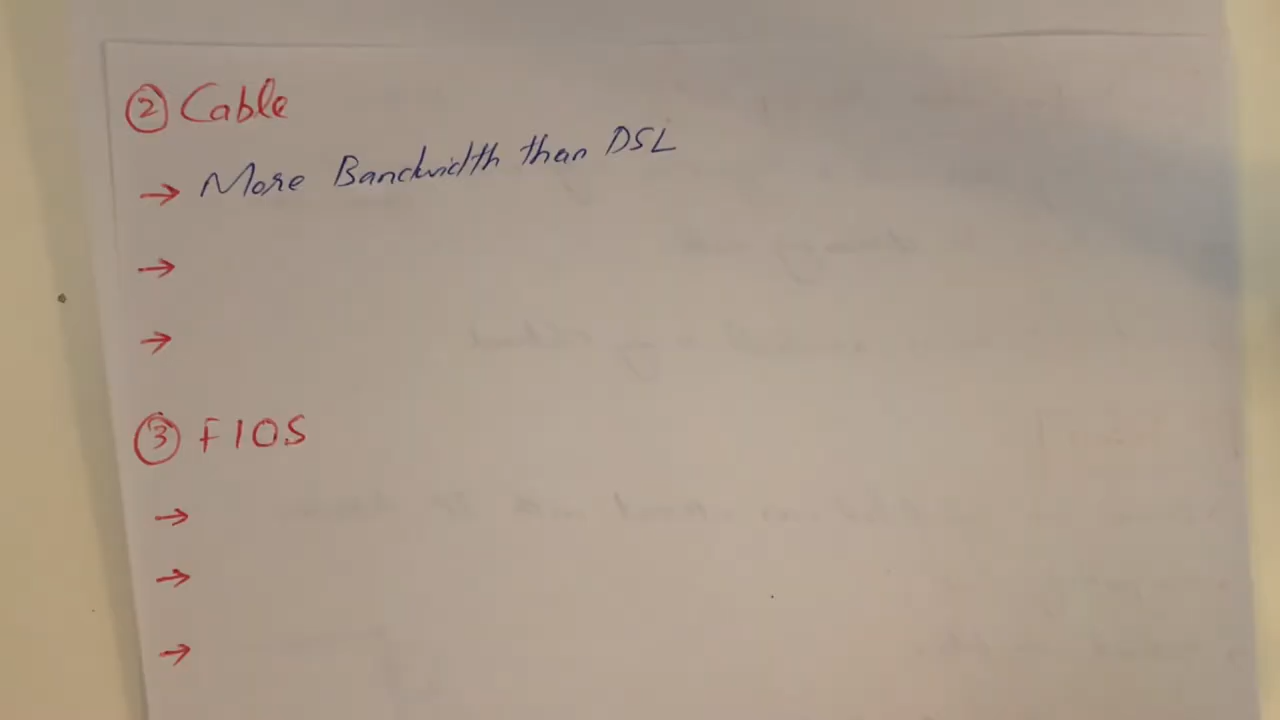 ② Cable
→ More Bandwidth than DSL
→
→
③ FIOS
→
→
→